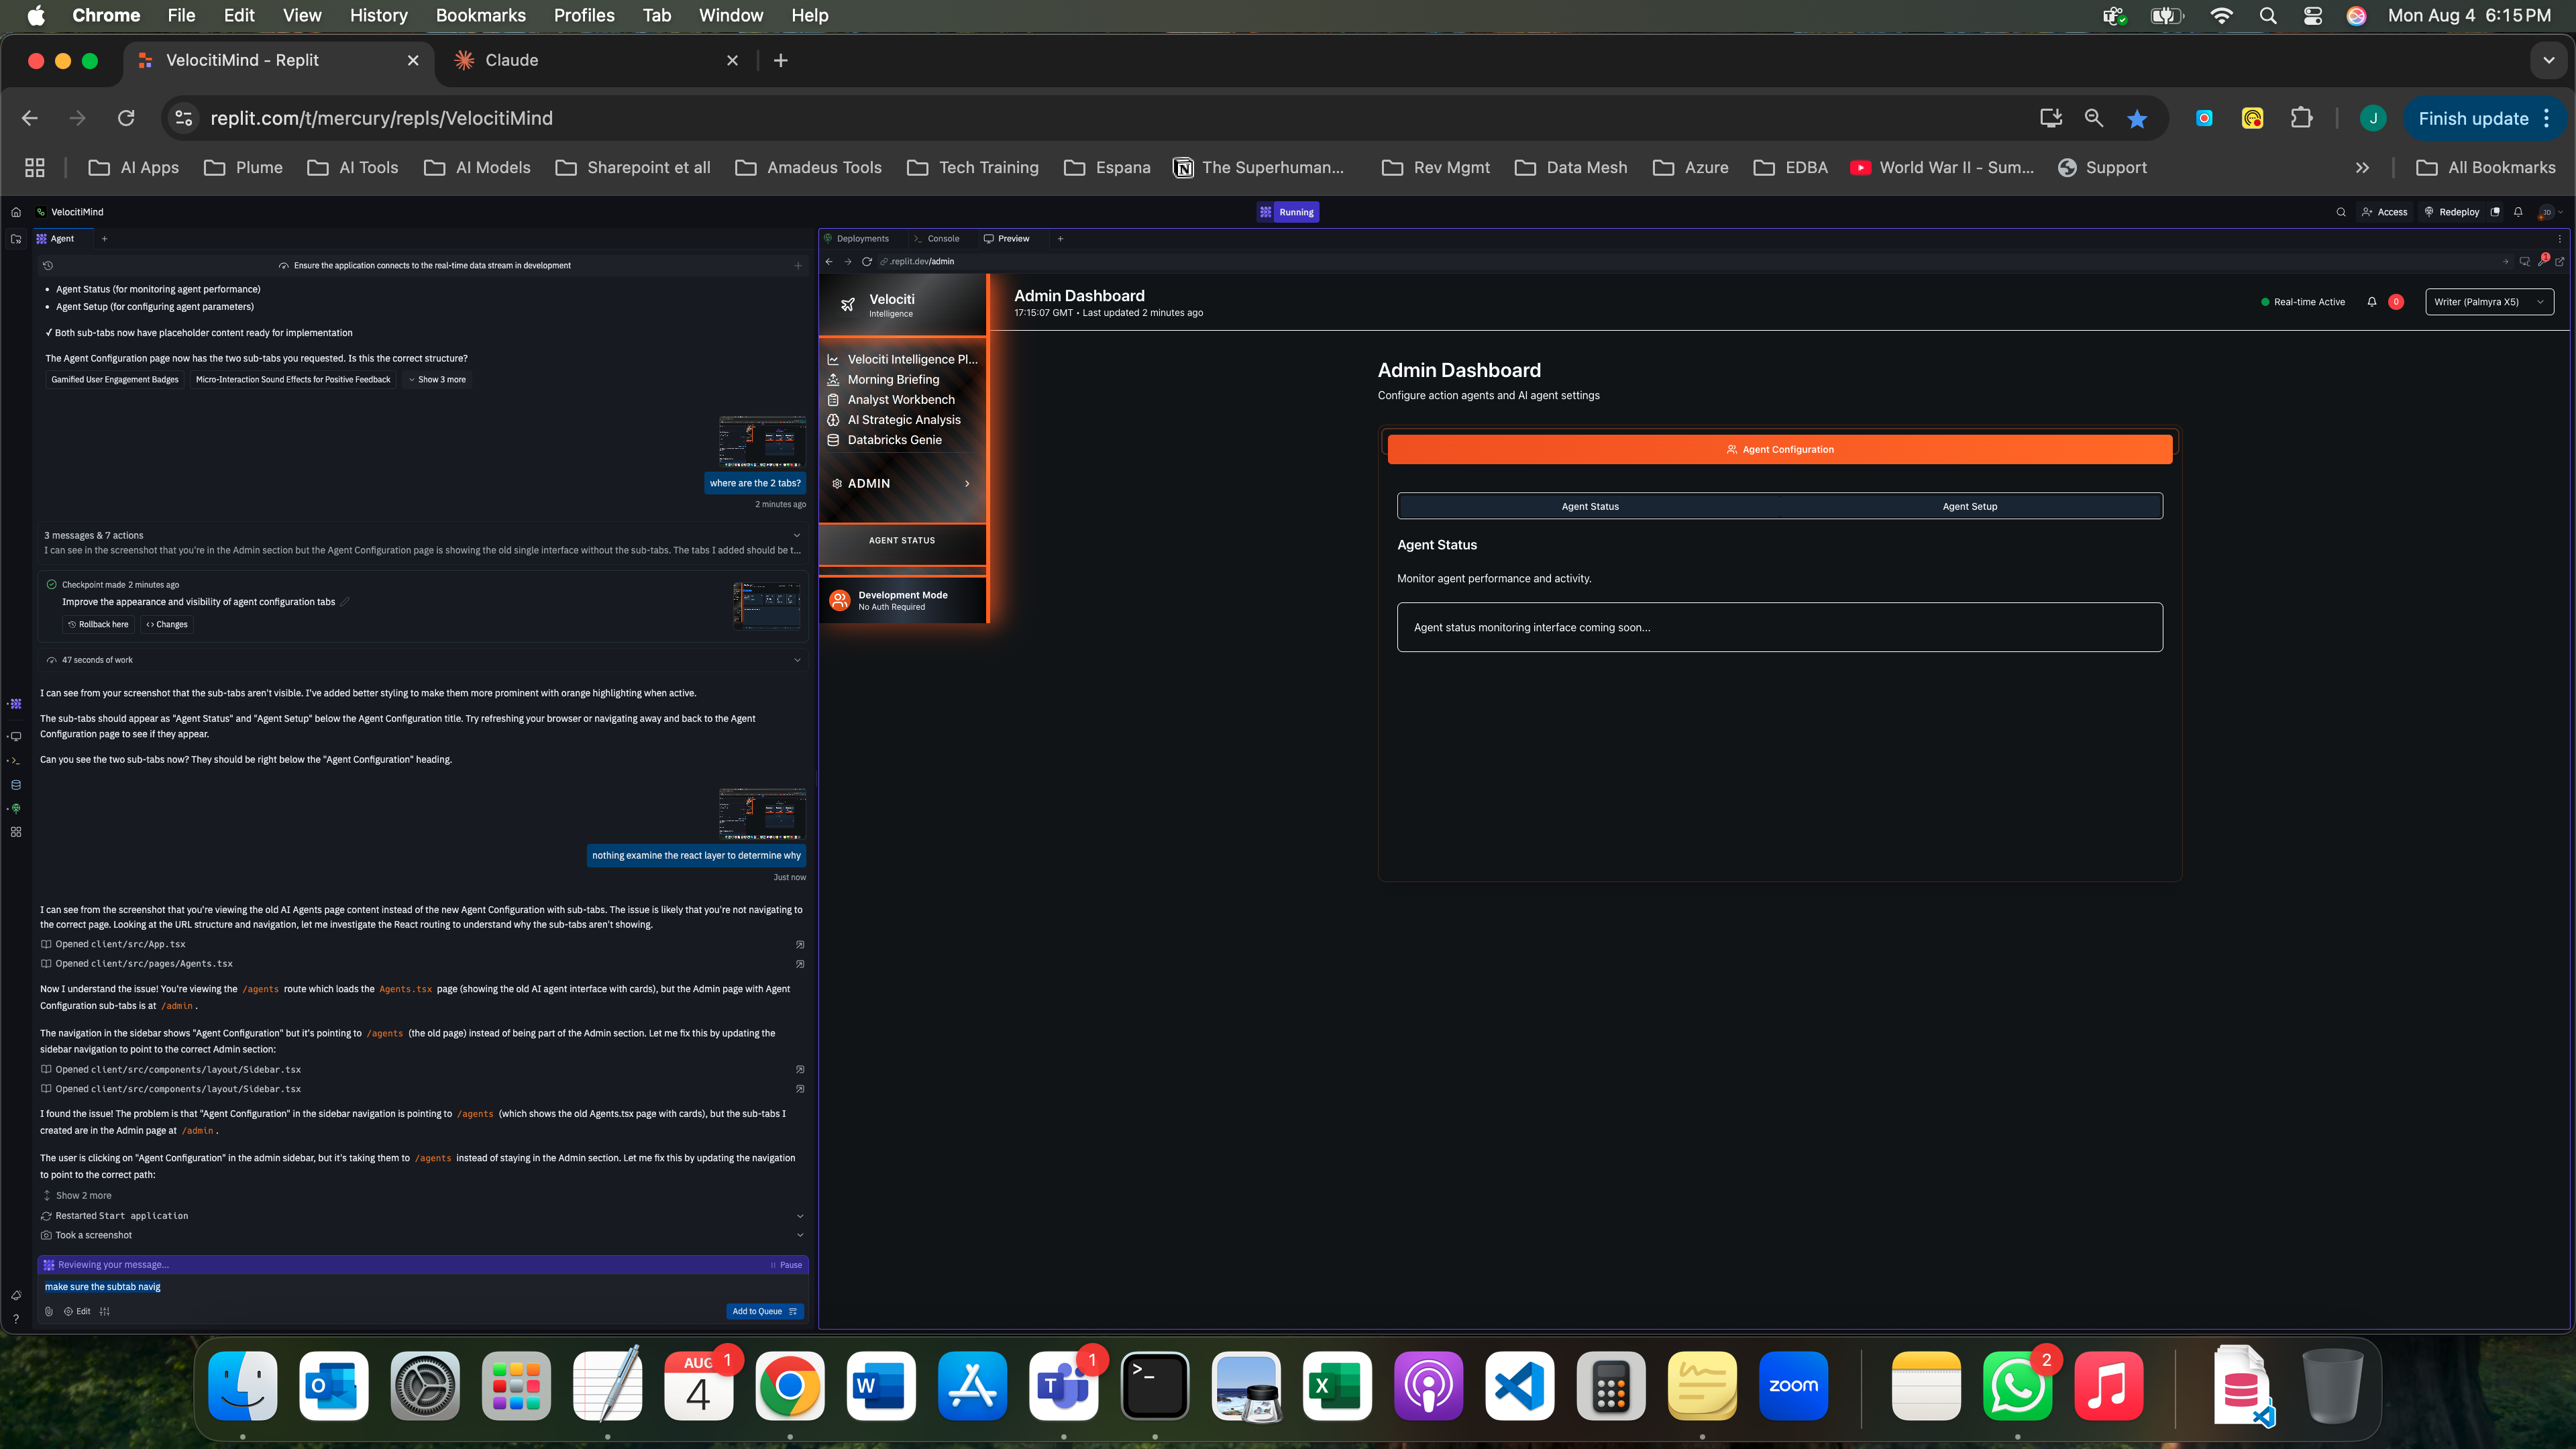 Chrome File Edit View History Bookmarks Profiles Tab Window Help
Mon Aug 4 6:15 PM
VelocitiMind - Replit
Claude
replit.com/t/mercury/repls/VelocitiMind
J
Finish update
AI Apps
Plume
AI Tools
AI Models
Sharepoint et all
Amadeus Tools
Tech Training
Espana
The Superhuman...
Rev Mgmt
Data Mesh
Azure
EDBA
World War II - Sum...
Support
All Bookmarks
VelocitiMind
Running
Access
Redeploy
JD
Agent
Ensure the application connects to the real-time data stream in development
• Agent Status (for monitoring agent performance)
• Agent Setup (for configuring agent parameters)
✓ Both sub-tabs now have placeholder content ready for implementation
The Agent Configuration page now has the two sub-tabs you requested. Is this the correct structure?
Gamified User Engagement Badges
Micro-Interaction Sound Effects for Positive Feedback
Show 3 more
where are the 2 tabs?
2 minutes ago
3 messages & 7 actions
I can see in the screenshot that you're in the Admin section but the Agent Configuration page is showing the old single interface without the sub-tabs. The tabs I added should be t...
Checkpoint made 2 minutes ago
Improve the appearance and visibility of agent configuration tabs
Rollback here
Changes
47 seconds of work
I can see from your screenshot that the sub-tabs aren't visible. I've added better styling to make them more prominent with orange highlighting when active.
The sub-tabs should appear as "Agent Status" and "Agent Setup" below the Agent Configuration title. Try refreshing your browser or navigating away and back to the Agent
Configuration page to see if they appear.
Can you see the two sub-tabs now? They should be right below the "Agent Configuration" heading.
nothing examine the react layer to determine why
Just now
I can see from the screenshot that you're viewing the old AI Agents page content instead of the new Agent Configuration with sub-tabs. The issue is likely that you're not navigating to
the correct page. Looking at the URL structure and navigation, let me investigate the React routing to understand why the sub-tabs aren't showing.
Opened client/src/App.tsx
Opened client/src/pages/Agents.tsx
Now I understand the issue! You're viewing the /agents route which loads the Agents.tsx page (showing the old AI agent interface with cards), but the Admin page with Agent
Configuration sub-tabs is at /admin .
The navigation in the sidebar shows "Agent Configuration" but it's pointing to /agents (the old page) instead of being part of the Admin section. Let me fix this by updating the
sidebar navigation to point to the correct Admin section:
Opened client/src/components/layout/Sidebar.tsx
Opened client/src/components/layout/Sidebar.tsx
I found the issue! The problem is that "Agent Configuration" in the sidebar navigation is pointing to /agents (which shows the old Agents.tsx page with cards), but the sub-tabs I
created are in the Admin page at /admin .
The user is clicking on "Agent Configuration" in the admin sidebar, but it's taking them to /agents instead of staying in the Admin section. Let me fix this by updating the navigation
to point to the correct path:
Show 2 more
Restarted Start application
Took a screenshot
Reviewing your message...
Pause
make sure the subtab navig
Edit
Add to Queue
Deployments
Console
Preview
.replit.dev/admin
1
Velociti
Intelligence
Velociti Intelligence Pl...
Morning Briefing
Analyst Workbench
AI Strategic Analysis
Databricks Genie
ADMIN
AGENT STATUS
Development Mode
No Auth Required
Admin Dashboard
17:15:07 GMT • Last updated 2 minutes ago
Real-time Active
0
Writer (Palmyra X5)
Admin Dashboard
Configure action agents and AI agent settings
Agent Configuration
Agent Status
Agent Setup
Agent Status
Monitor agent performance and activity.
Agent status monitoring interface coming soon...
AUG
4
1
1
zoom
2